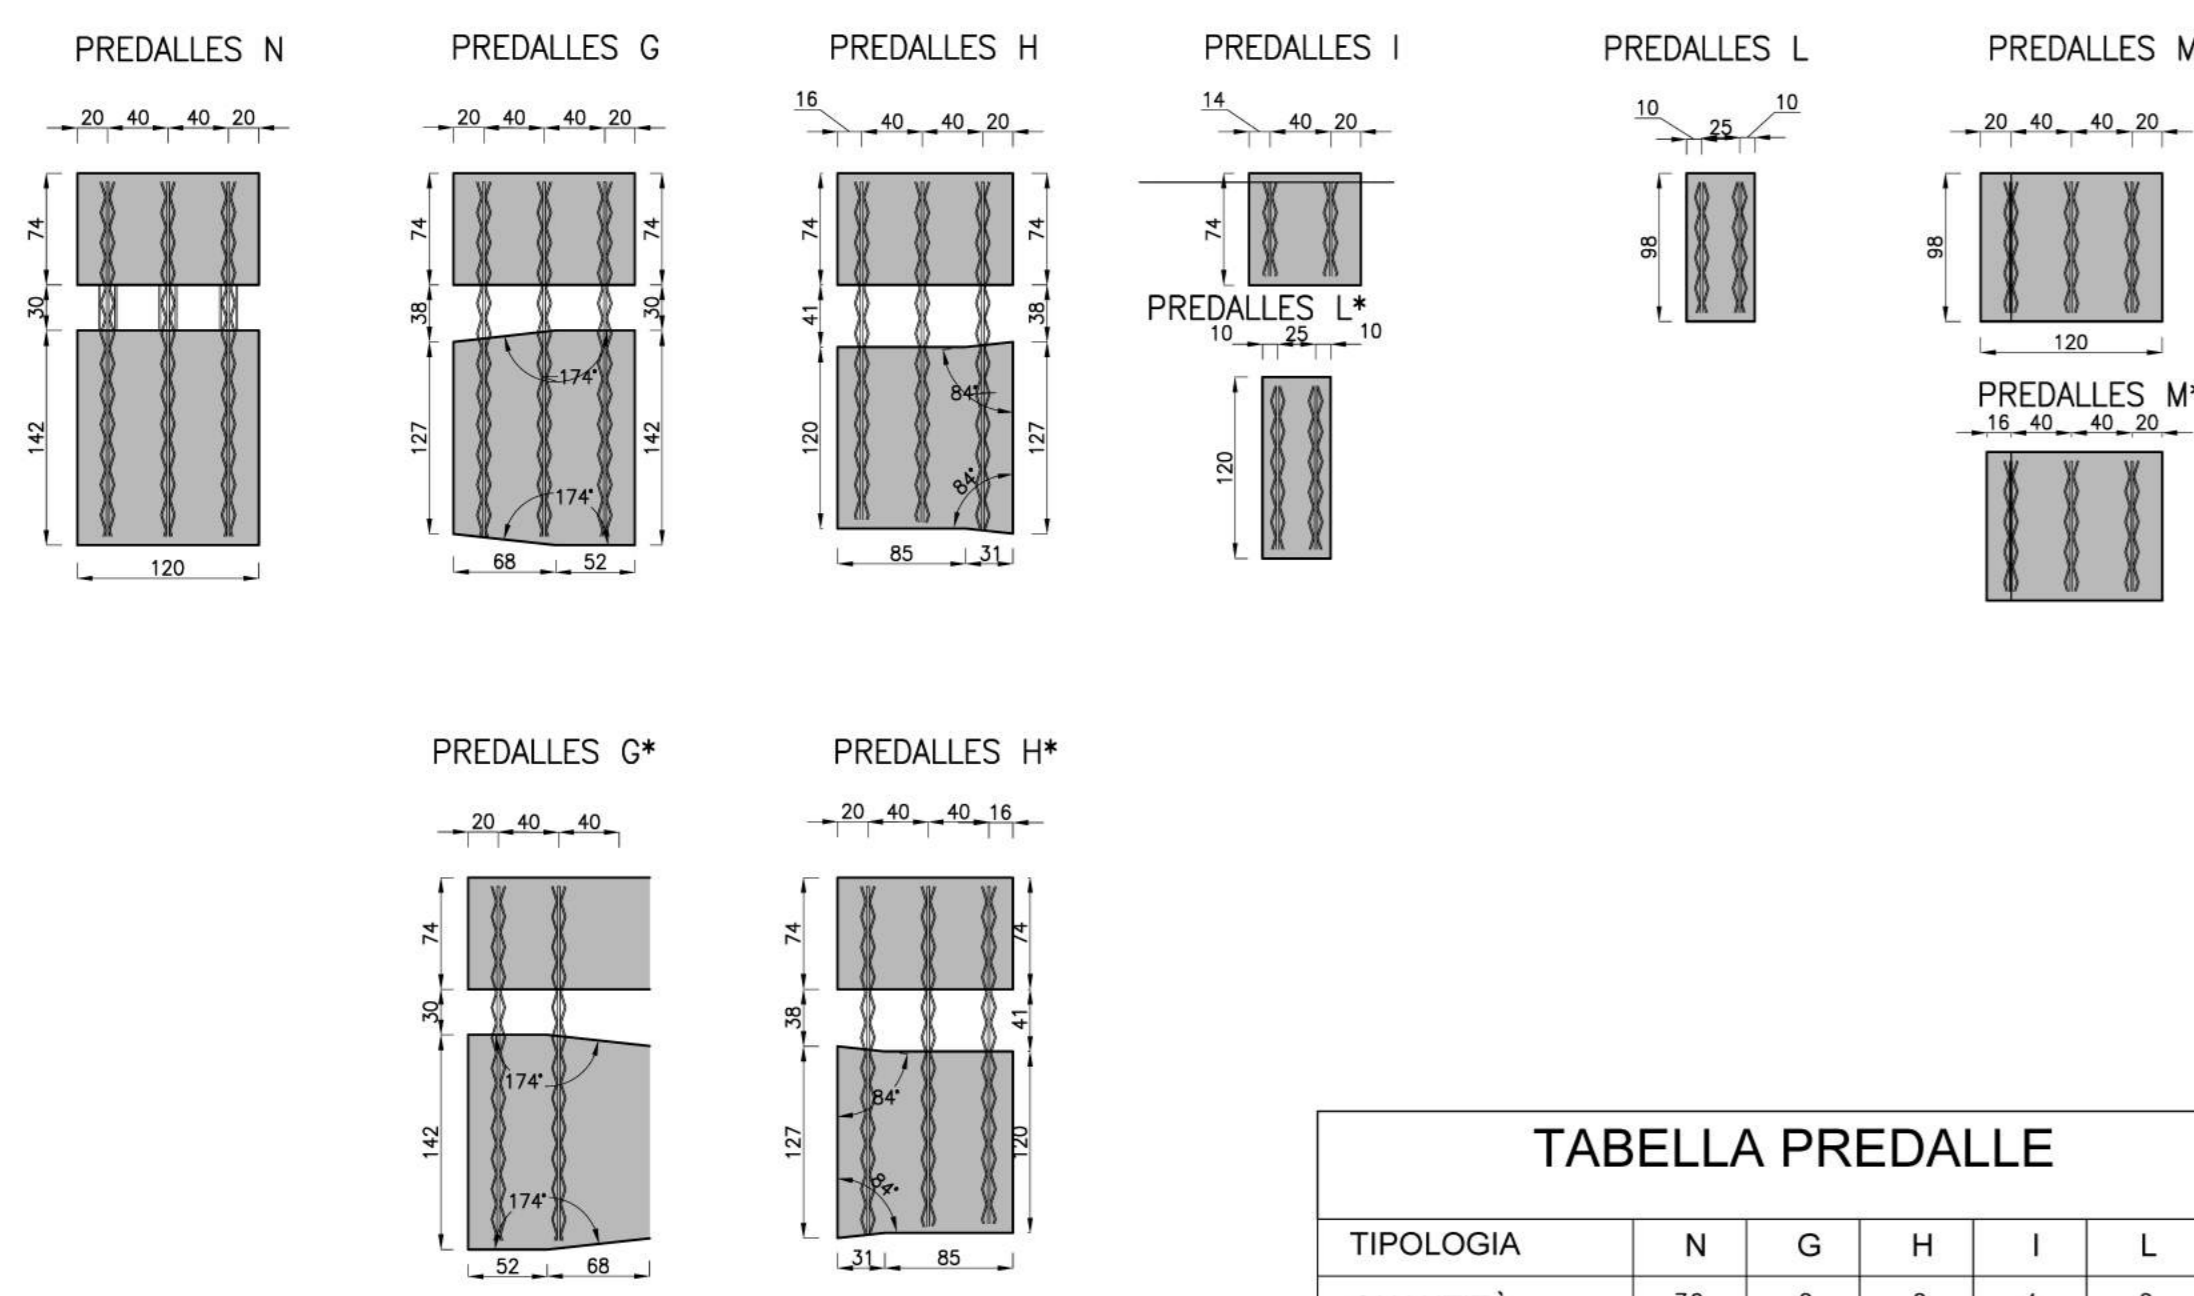 PREDALLES N
20 40 40 20
74
30
142
120
PREDALLES G
20 40 40 20
74 74
38 30
127 142
174°
174°
68 52
PREDALLES H
16 40 40 20
74 74
41 38
120 127
84°
84°
85 31
PREDALLES I
14 40 20
74
PREDALLES L*
10 25 10
120
PREDALLES L
10 25 10
98
PREDALLES M
20 40 40 20
98
120
PREDALLES M*
16 40 40 20
PREDALLES G*
20 40 40
74
30
142
174°
174°
52 68
PREDALLES H*
20 40 40 16
74 74
38 41
127 120
84°
84°
31 85
TABELLA PREDALLE
TIPOLOGIA N G H I L